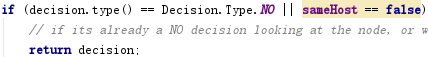 if (decision.type() == Decision.Type.NO || sameHost == false)
// if its already a NO decision looking at the node, or w
return decision;